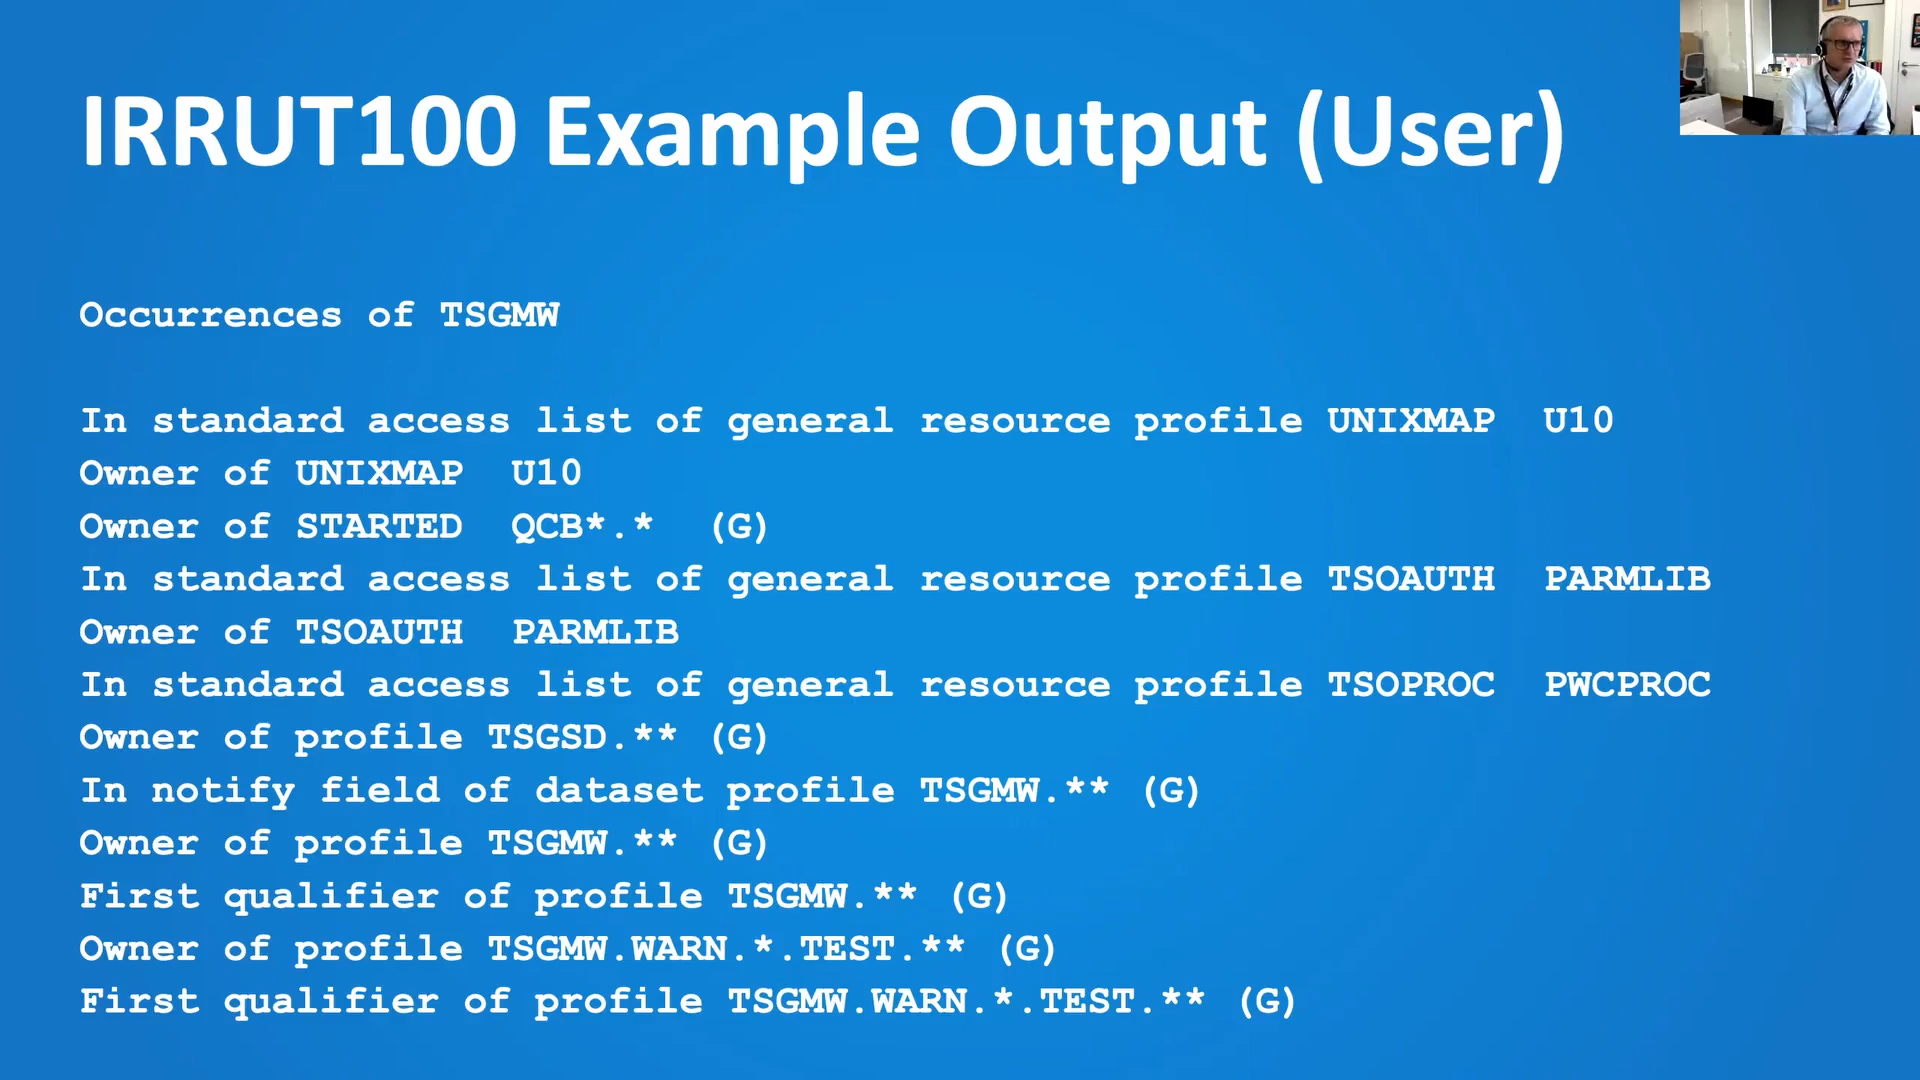 IRRUT100 Example Output (User)
Occurrences of TSGMW
In standard access list of general resource profile UNIXMAP  U10
Owner of UNIXMAP  U10
Owner of STARTED  QCB*.*  (G)
In standard access list of general resource profile TSOAUTH  PARMLIB
Owner of TSOAUTH  PARMLIB
In standard access list of general resource profile TSOPROC  PWCPROC
Owner of profile TSGSD.** (G)
In notify field of dataset profile TSGMW.** (G)
Owner of profile TSGMW.** (G)
First qualifier of profile TSGMW.** (G)
Owner of profile TSGMW.WARN.*.TEST.** (G)
First qualifier of profile TSGMW.WARN.*.TEST.** (G)